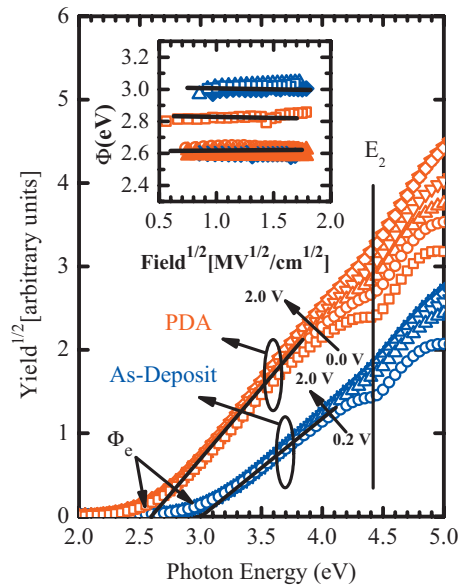 6
5
4
3
2
1
0
Yield^1/2 [arbitrary units]
3.2
3.0
2.8
2.6
2.4
Φ(eV)
0.5 1.0 1.5 2.0
Field^1/2[MV^1/2/cm^1/2]
E₂
2.0 V
PDA
0.0 V
2.0 V
As-Deposit
0.2 V
Φₑ
2.0 2.5 3.0 3.5 4.0 4.5 5.0
Photon Energy (eV)